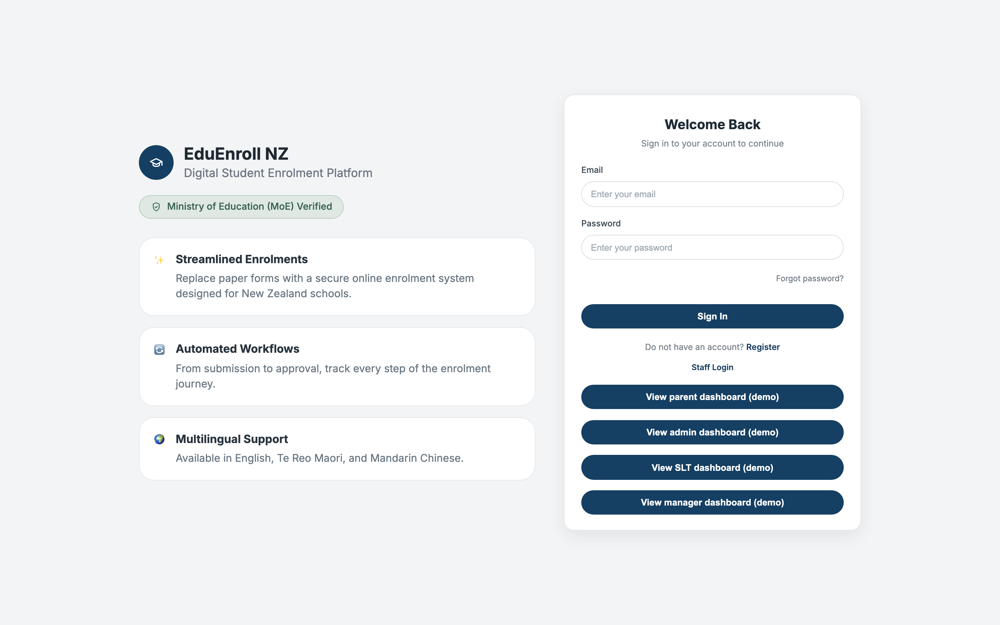 EduEnroll NZ
Digital Student Enrolment Platform
Ministry of Education (MoE) Verified
Streamlined Enrolments
Replace paper forms with a secure online enrolment system
designed for New Zealand schools.
Automated Workflows
From submission to approval, track every step of the enrolment
journey.
Multilingual Support
Available in English, Te Reo Maori, and Mandarin Chinese.
Welcome Back
Sign in to your account to continue
Email
Enter your email
Password
Enter your password
Forgot password?
Sign In
Do not have an account? Register
Staff Login
View parent dashboard (demo)
View admin dashboard (demo)
View SLT dashboard (demo)
View manager dashboard (demo)